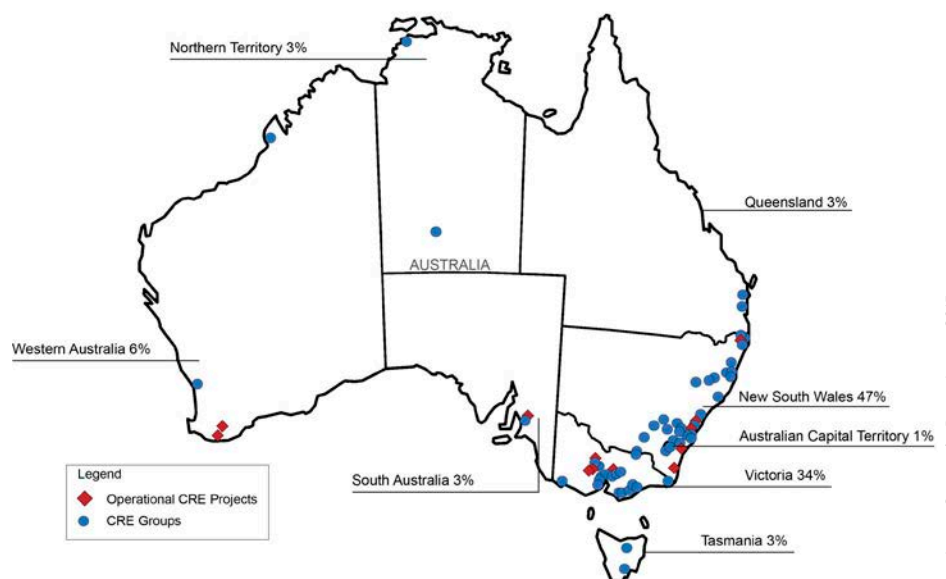 Northern Territory 3%
Queensland 3%
AUSTRALIA
Western Australia 6%
New South Wales 47%
Australian Capital Territory 1%
South Australia 3%
Victoria 34%
Tasmania 3%
Legend
Operational CRE Projects
CRE Groups